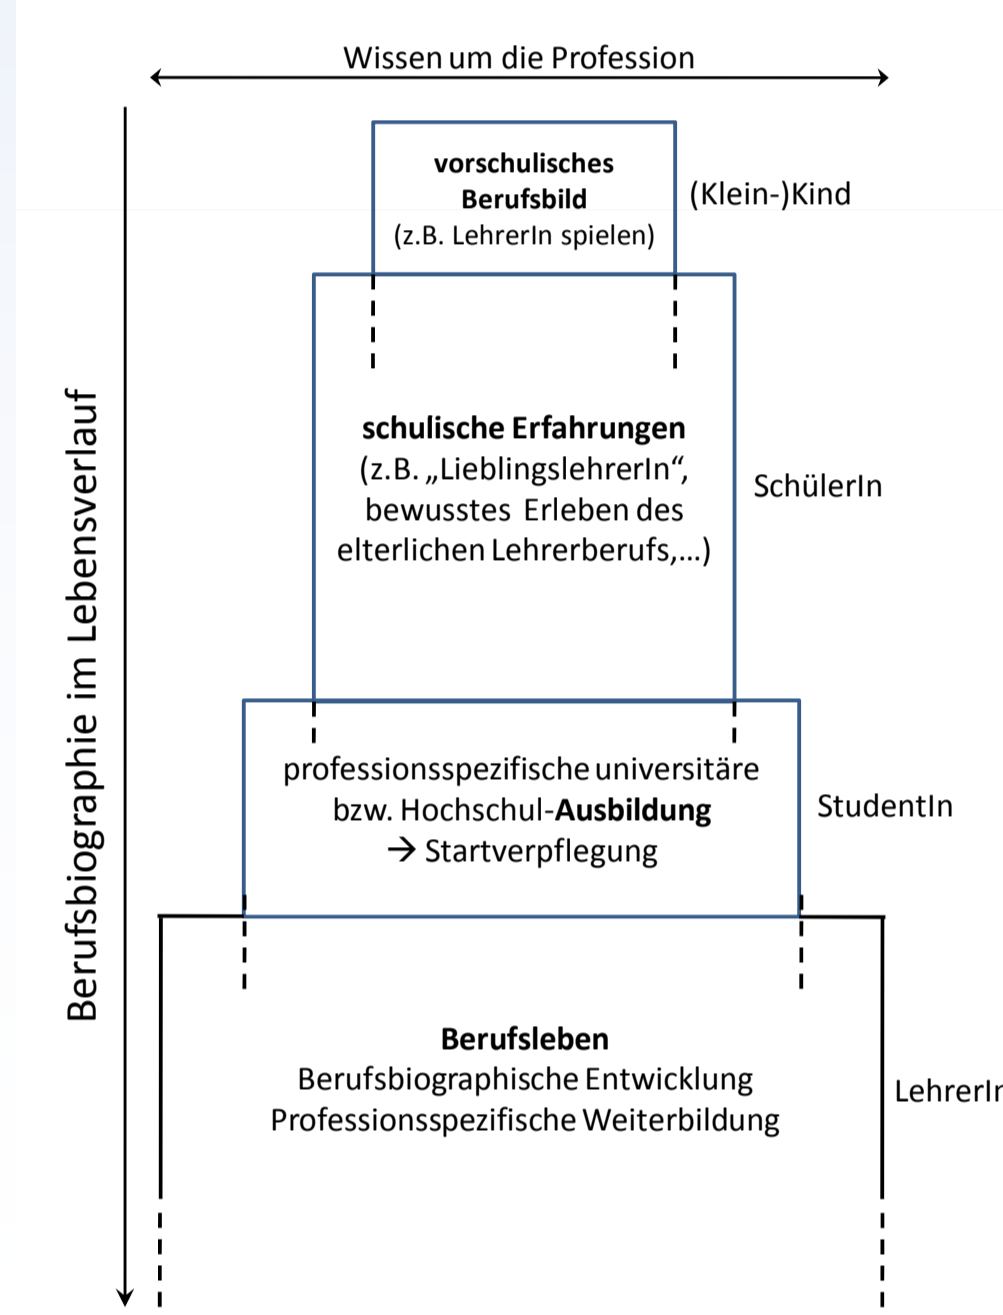 Wissen um die Profession
vorschulisches
Berufsbild
(z.B. LehrerIn spielen)
(Klein-)Kind
Berufsbiographie im Lebensverlauf
schulische Erfahrungen
(z.B. „LieblingslehrerIn“,
bewusstes Erleben des
elterlichen Lehrerberufs,...)
SchülerIn
professionsspezifische universitäre
bzw. Hochschul-Ausbildung
→ Startverpflegung
StudentIn
Berufsleben
Berufsbiographische Entwicklung
Professionsspezifische Weiterbildung
LehrerIn